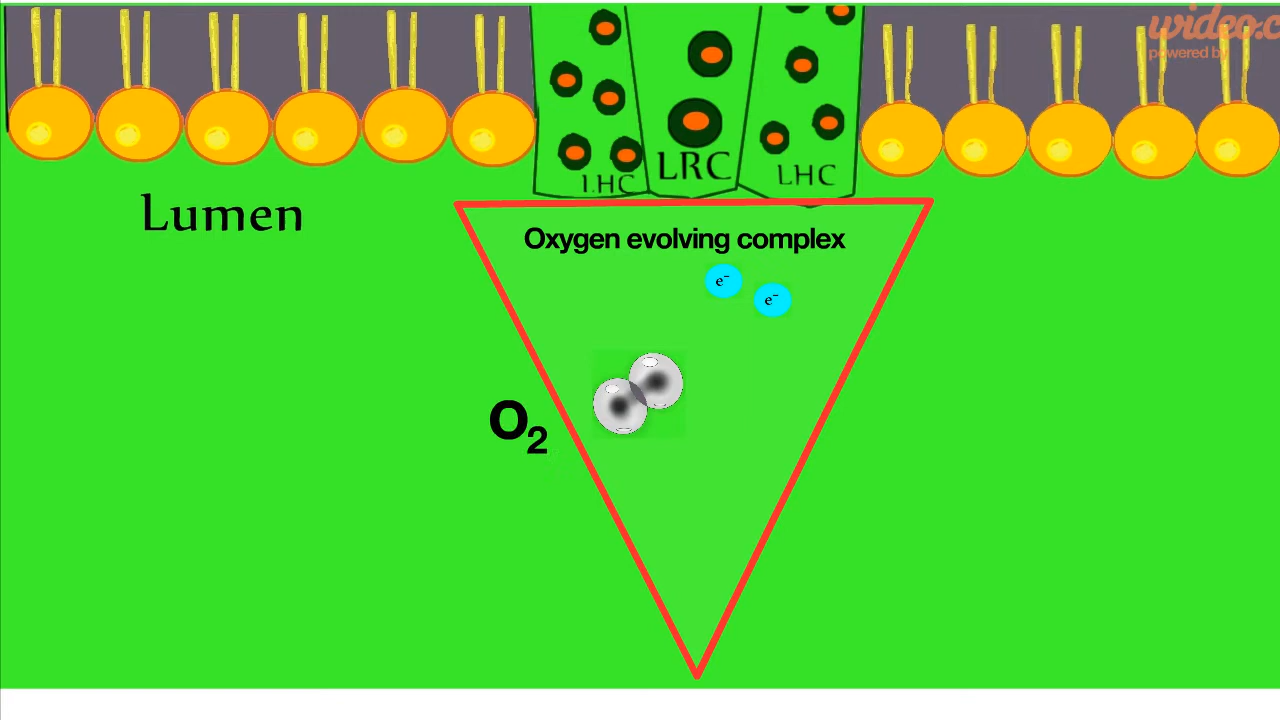 wideo.c
powered by
LHC
LRC
LHC
Lumen
Oxygen evolving complex
e⁻
e⁻
O₂